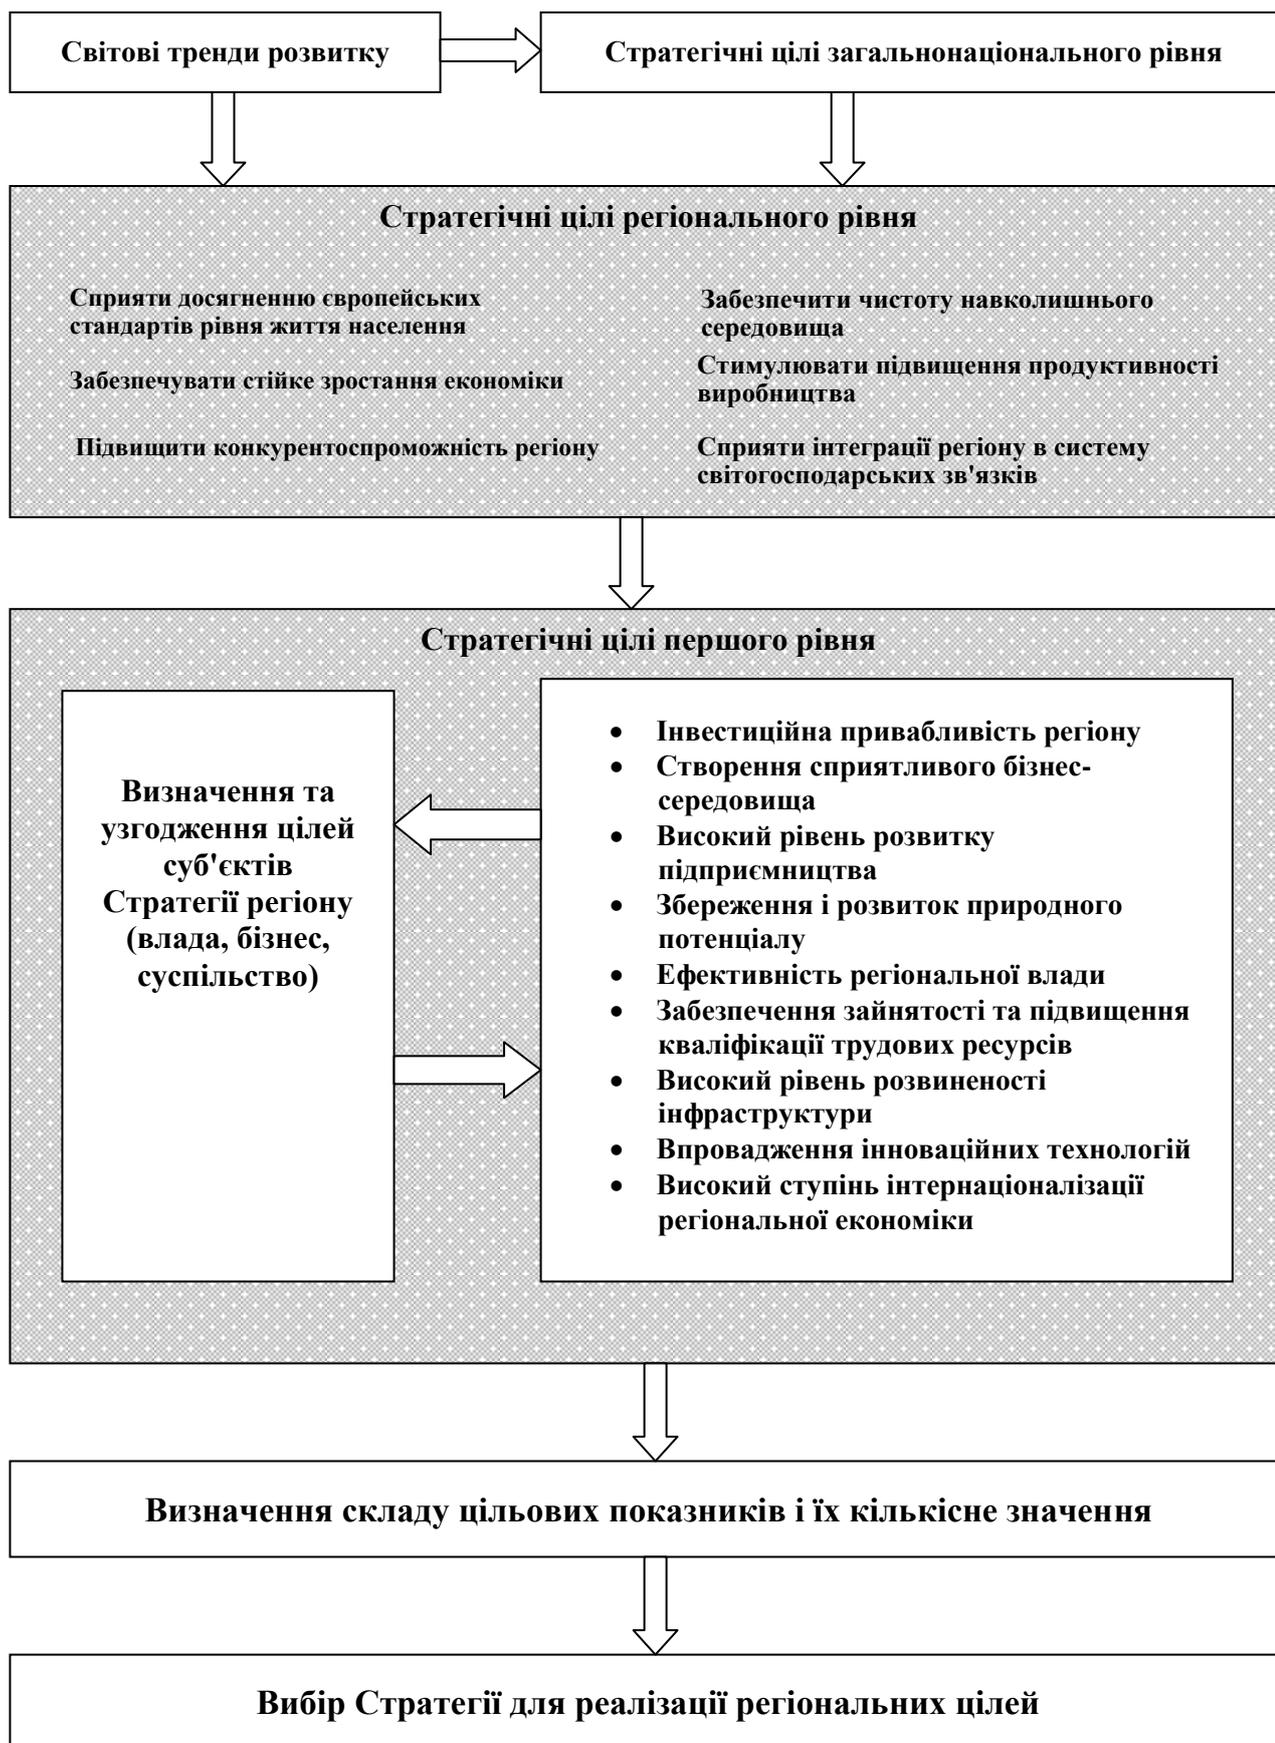 Світові тренди розвитку
Стратегічні цілі загальнонаціонального рівня
Стратегічні цілі регіонального рівня
Сприяти досягненню європейських
стандартів рівня життя населення
Забезпечувати стійке зростання економіки
Підвищити конкурентоспроможність регіону
Забезпечити чистоту навколишнього
середовища
Стимулювати підвищення продуктивності
виробництва
Сприяти інтеграції регіону в систему
світогосподарських зв'язків
Стратегічні цілі першого рівня
Визначення та
узгодження цілей
суб'єктів
Стратегії регіону
(влада, бізнес,
суспільство)
• Інвестиційна привабливість регіону
• Створення сприятливого бізнес-
середовища
• Високий рівень розвитку
підприємництва
• Збереження і розвиток природного
потенціалу
• Ефективність регіональної влади
• Забезпечення зайнятості та підвищення
кваліфікації трудових ресурсів
• Високий рівень розвиненості
інфраструктури
• Впровадження інноваційних технологій
• Високий ступінь інтернаціоналізації
регіональної економіки
Визначення складу цільових показників і їх кількісне значення
Вибір Стратегії для реалізації регіональних цілей